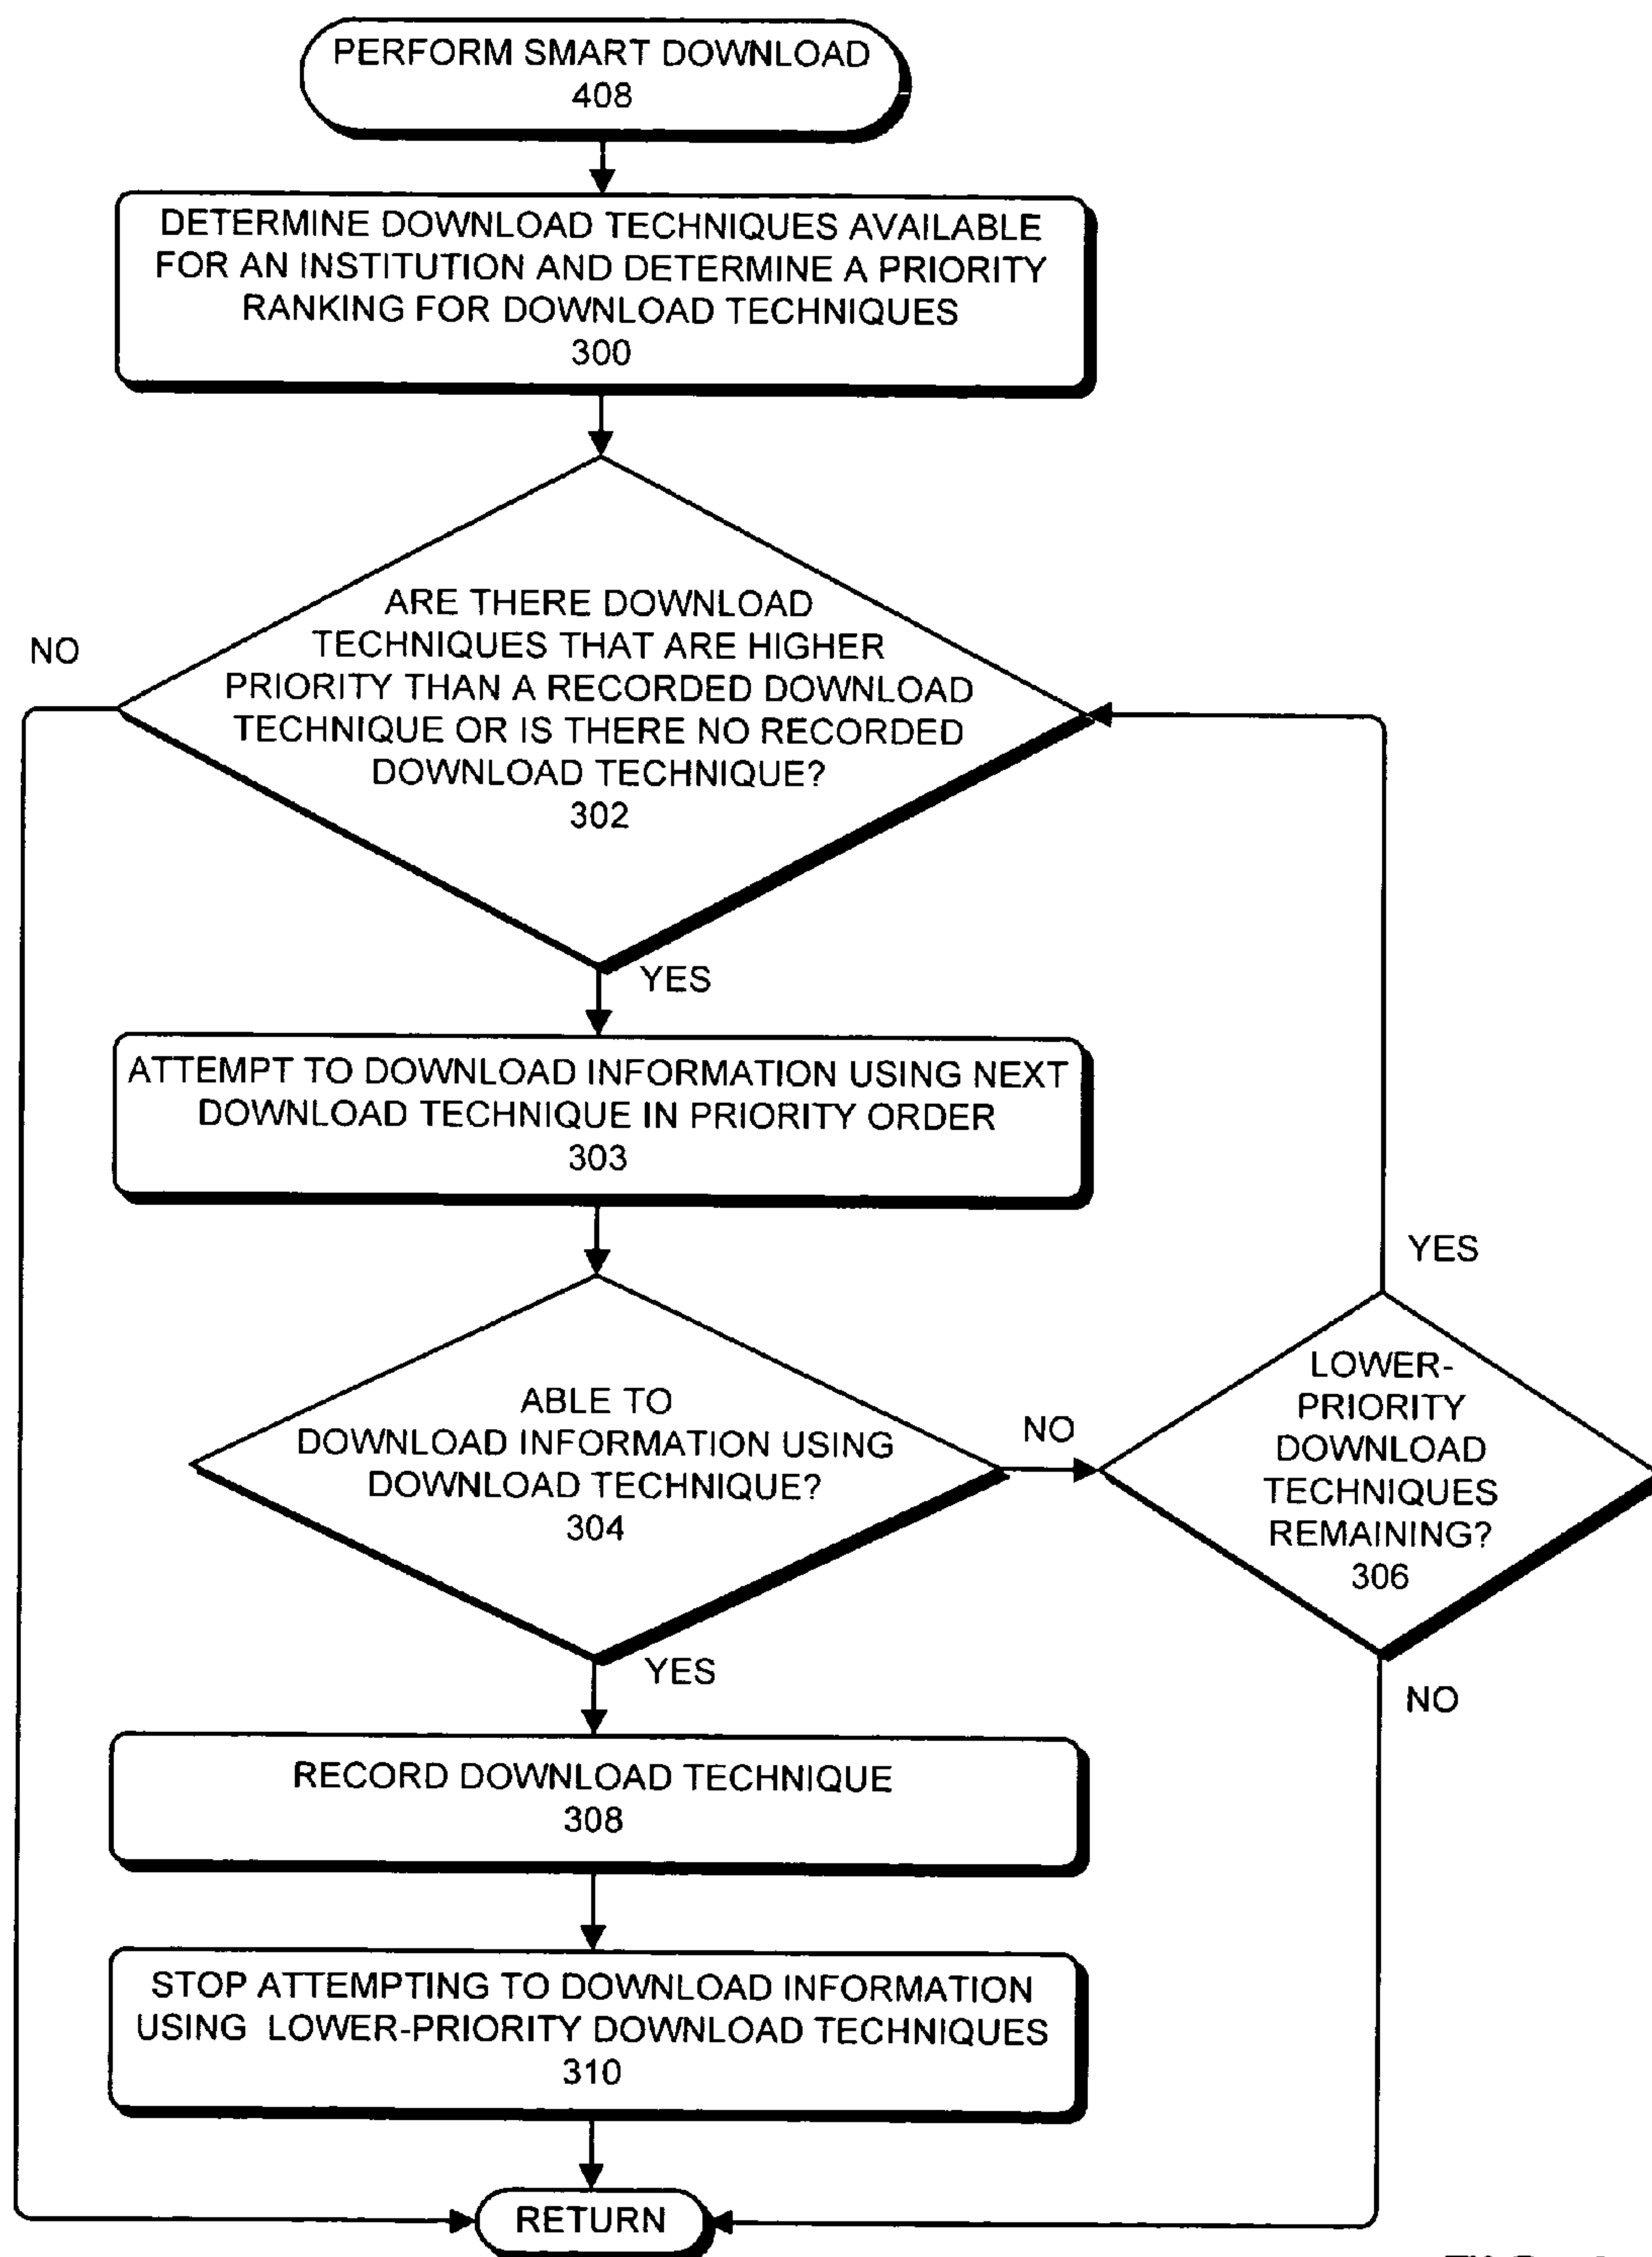 PERFORM SMART DOWNLOAD
408
DETERMINE DOWNLOAD TECHNIQUES AVAILABLE
FOR AN INSTITUTION AND DETERMINE A PRIORITY
RANKING FOR DOWNLOAD TECHNIQUES
300
NO
ARE THERE DOWNLOAD
TECHNIQUES THAT ARE HIGHER
PRIORITY THAN A RECORDED DOWNLOAD
TECHNIQUE OR IS THERE NO RECORDED
DOWNLOAD TECHNIQUE?
302
YES
ATTEMPT TO DOWNLOAD INFORMATION USING NEXT
DOWNLOAD TECHNIQUE IN PRIORITY ORDER
303
ABLE TO
DOWNLOAD INFORMATION USING
DOWNLOAD TECHNIQUE?
304
NO
YES
LOWER-
PRIORITY
DOWNLOAD
TECHNIQUES
REMAINING?
306
NO
YES
RECORD DOWNLOAD TECHNIQUE
308
STOP ATTEMPTING TO DOWNLOAD INFORMATION
USING LOWER-PRIORITY DOWNLOAD TECHNIQUES
310
RETURN